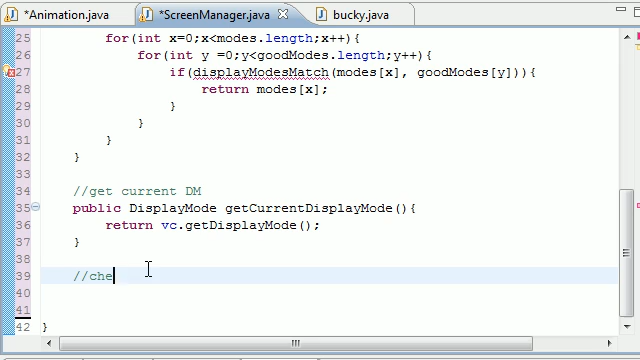 *Animation.java *ScreenManager.java bucky.java
25 for(int x=0;x<modes.length;x++){
26 for(int y =0;y<goodModes.length;y++){
27 if(displayModesMatch(modes[x], goodModes[y])){
28 return modes[x];
29 }
30 }
31 }
32 }
33
34 //get current DM
35 public DisplayMode getCurrentDisplayMode(){
36 return vc.getDisplayMode();
37 }
38
39 //che
40
41
42 }